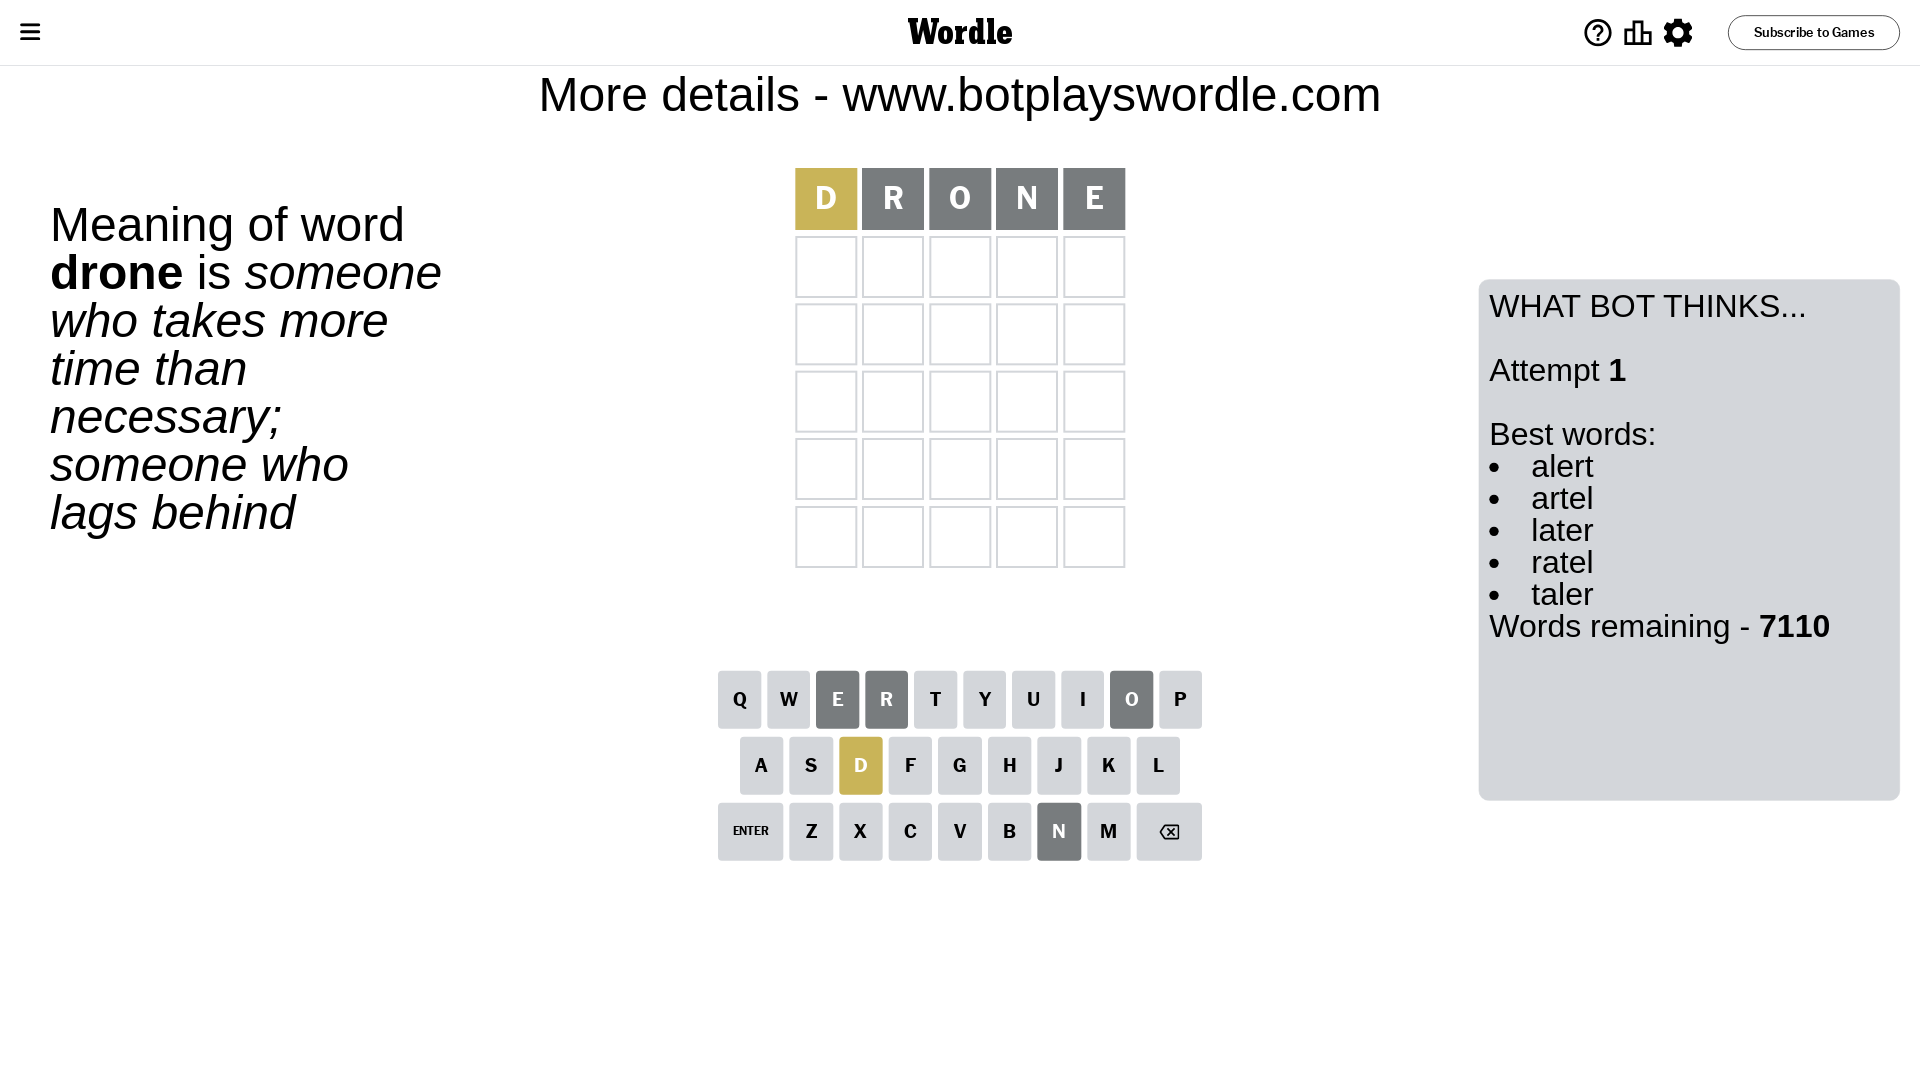 Wordle
Subscribe to Games
More details - www.botplayswordle.com
Meaning of word
drone is someone
who takes more
time than
necessary;
someone who
lags behind
D R O N E
WHAT BOT THINKS...
Attempt 1
Best words:
• alert
• artel
• later
• ratel
• taler
Words remaining - 7110
Q W E R T Y U I O P
A S D F G H J K L
ENTER Z X C V B N M